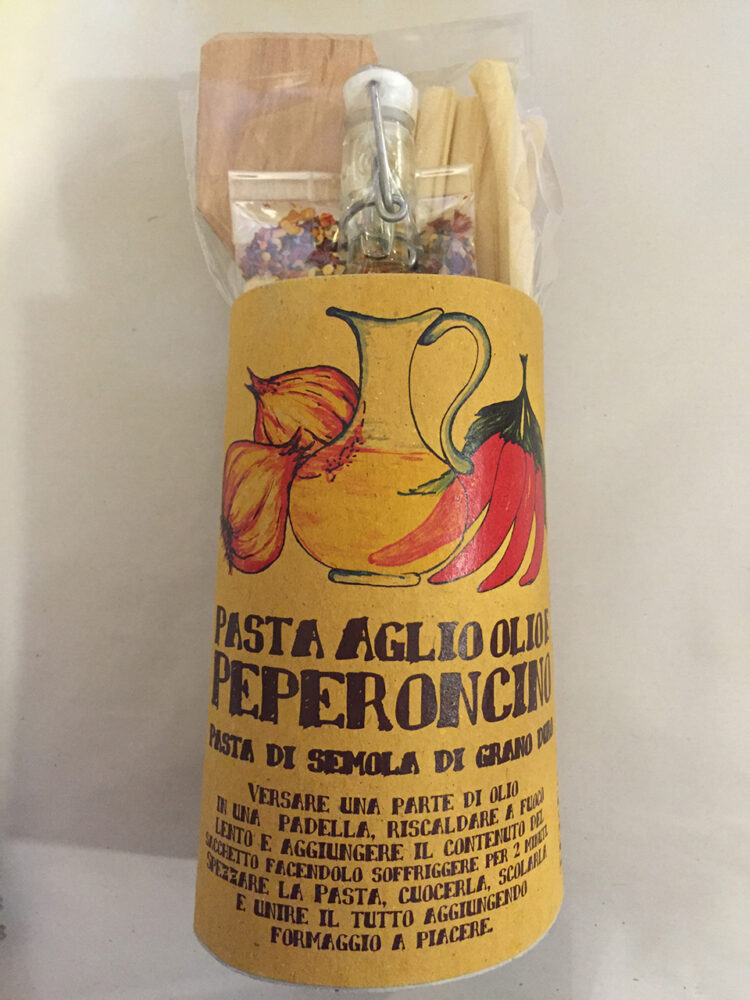 PASTA AGLIO OLIO E
PEPERONCINO
PASTA DI SEMOLA DI GRANO DURO
VERSARE UNA PARTE DI OLIO
IN UNA PADELLA, RISCALDARE A FUOCO
LENTO E AGGIUNGERE IL CONTENUTO DEL
SACCHETTO FACENDOLO SOFFRIGGERE PER 2 MINUTI.
SPEZZARE LA PASTA, CUOCERLA, SCOLARLA
E UNIRE IL TUTTO AGGIUNGENDO
FORMAGGIO A PIACERE.